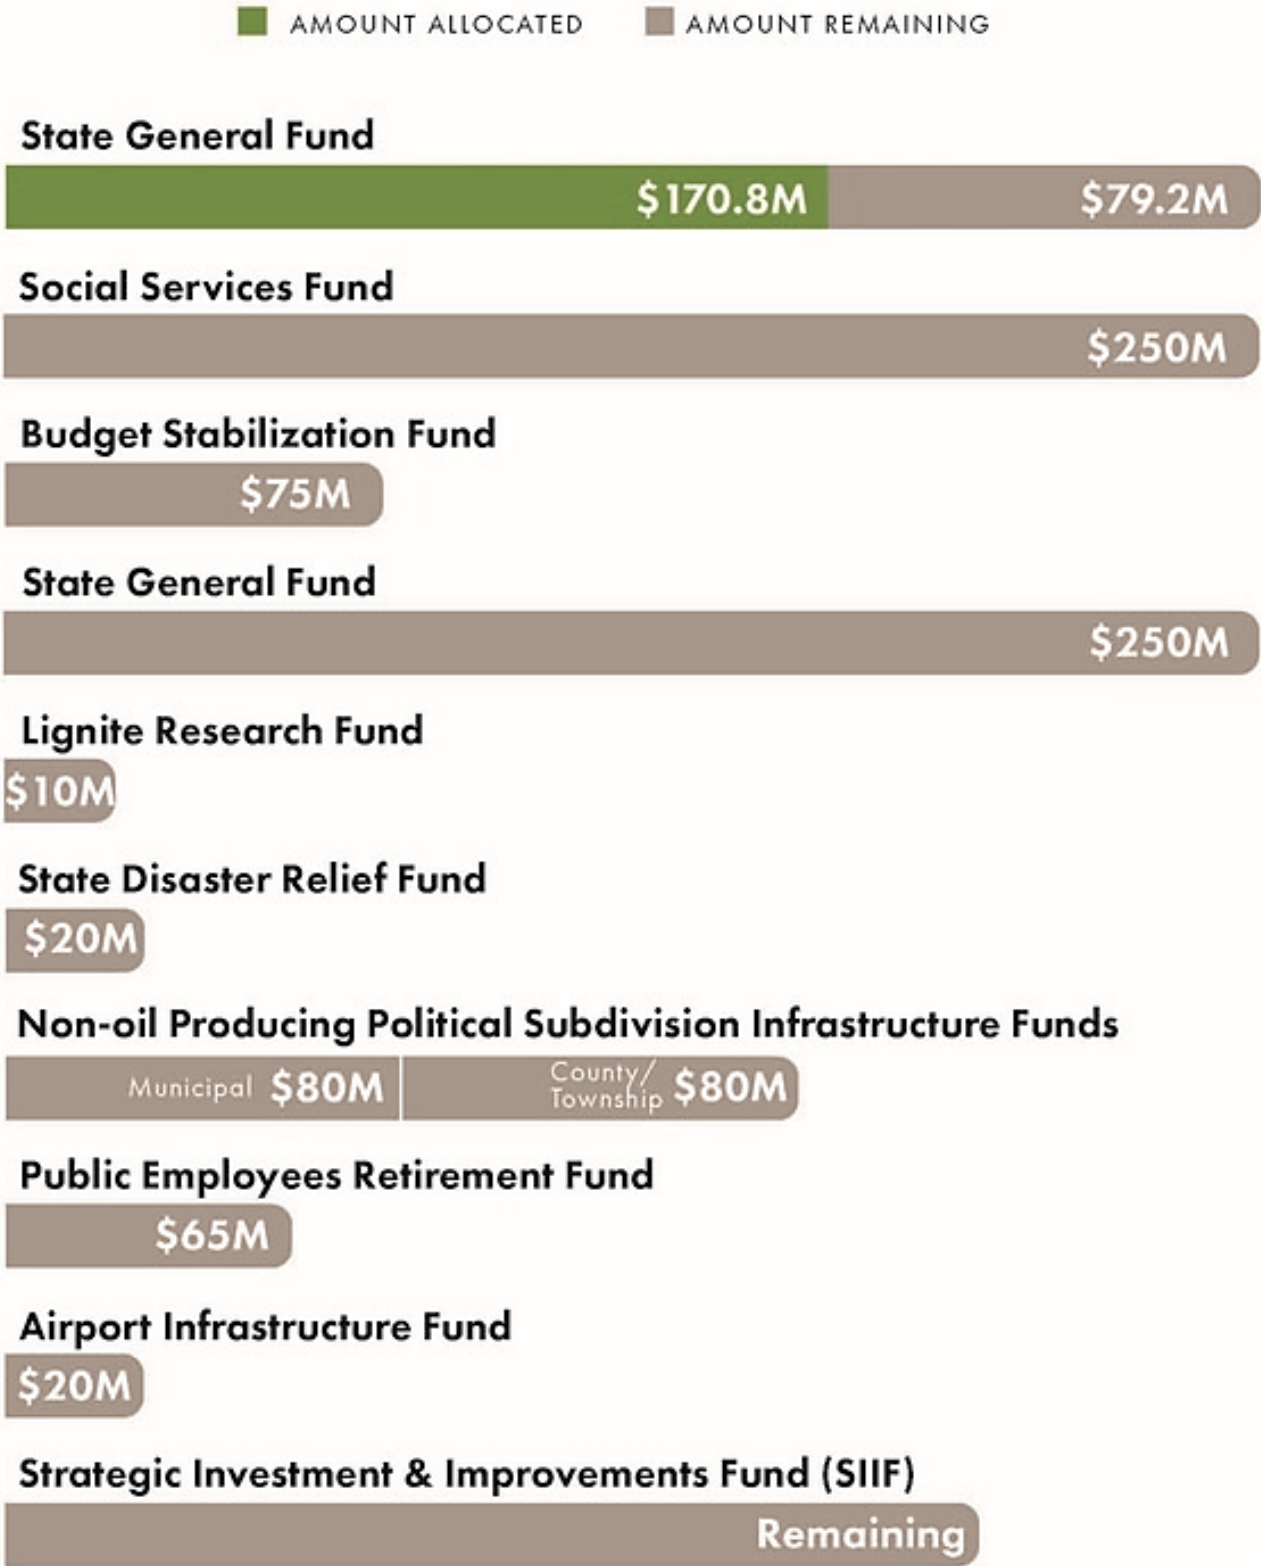 AMOUNT ALLOCATED AMOUNT REMAINING
State General Fund
$170.8M $79.2M
Social Services Fund
$250M
Budget Stabilization Fund
$75M
State General Fund
$250M
Lignite Research Fund
$10M
State Disaster Relief Fund
$20M
Non-oil Producing Political Subdivision Infrastructure Funds
Municipal $80M County/
Township $80M
Public Employees Retirement Fund
$65M
Airport Infrastructure Fund
$20M
Strategic Investment & Improvements Fund (SIIF)
Remaining